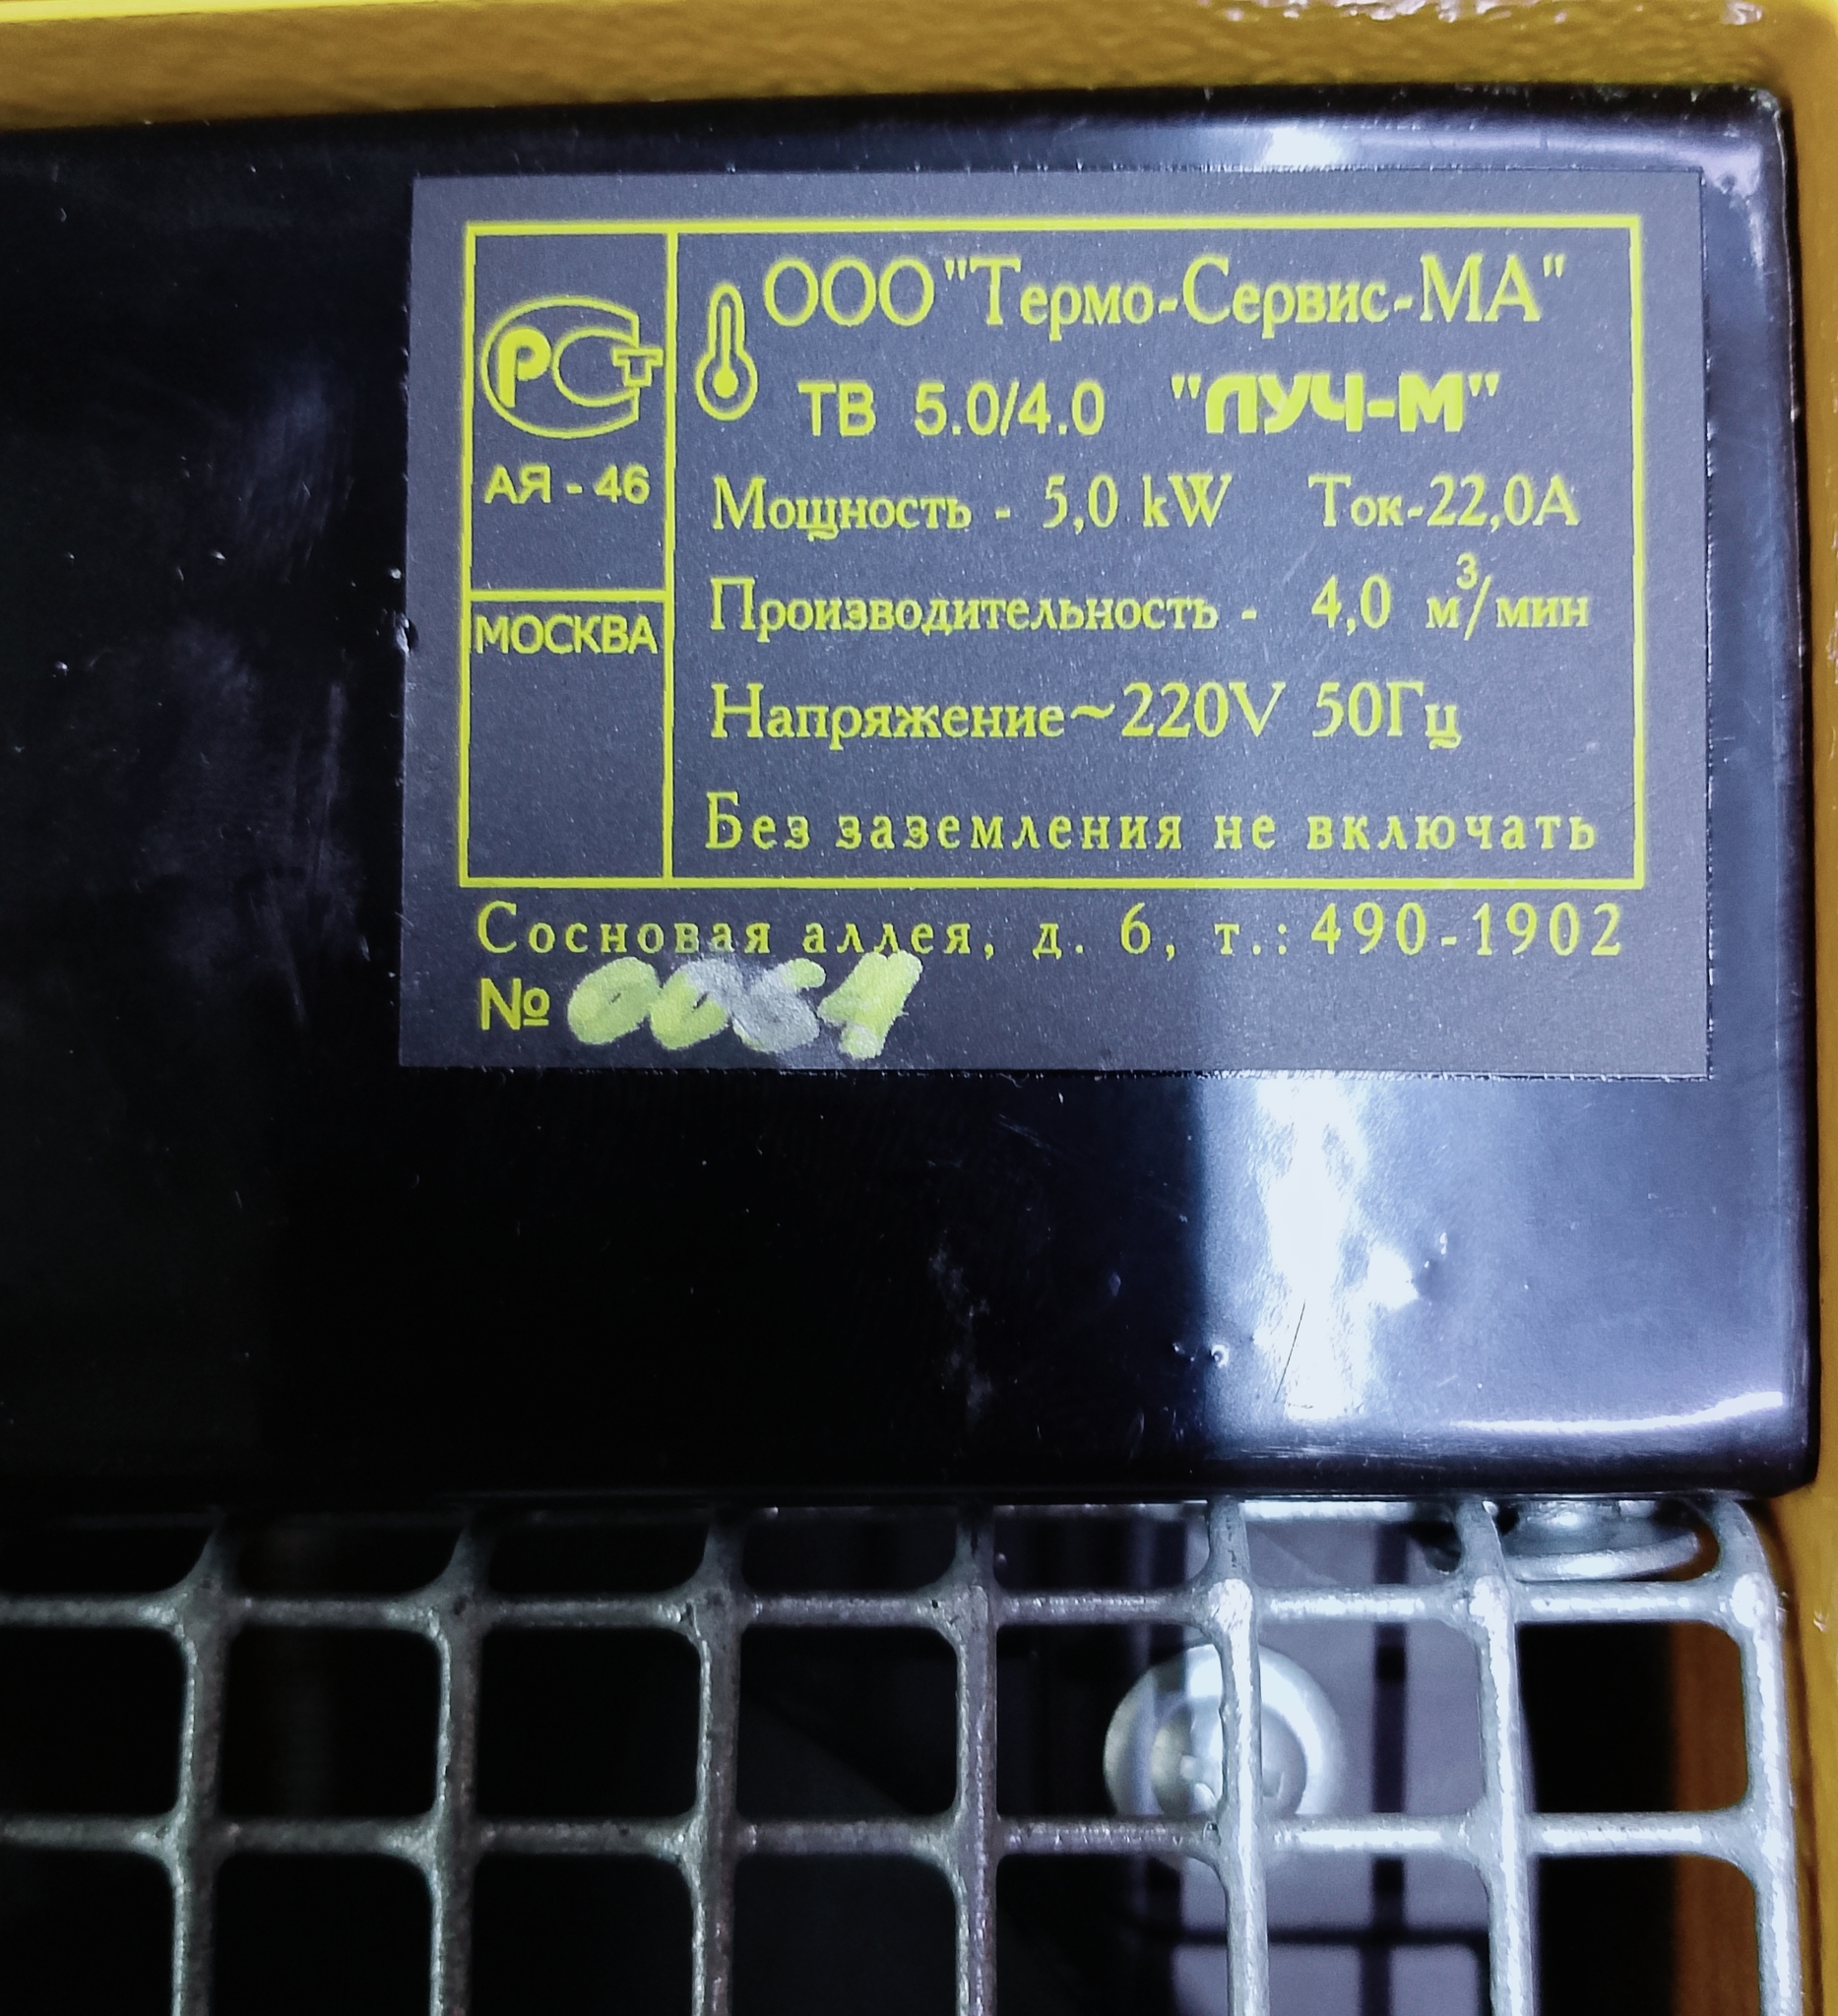 РСТ
АЯ - 46
МОСКВА
ООО "Термо-Сервис-МА"
ТВ 5.0/4.0 "ЛУЧ-М"
Мощность - 5,0 kW Ток-22,0А
Производительность - 4,0 м³/мин
Напряжение~220V 50Гц
Без заземления не включать
Сосновая аллея, д. 6, т.: 490-1902
№